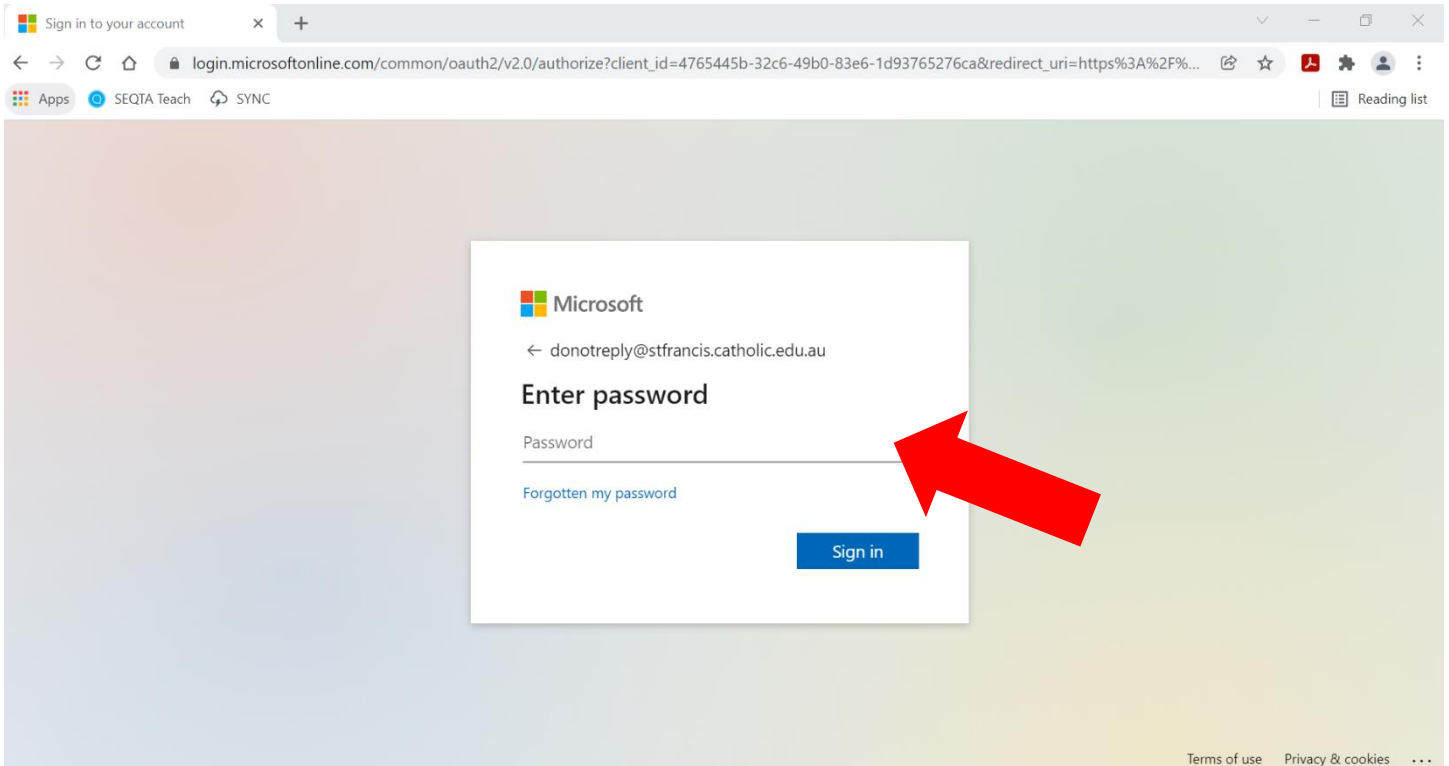 Sign in to your account
login.microsoftonline.com/common/oauth2/v2.0/authorize?client_id=4765445b-32c6-49b0-83e6-1d93765276ca&redirect_uri=https%3A%2F%...
Apps SEQTA Teach SYNC Reading list
Microsoft
donotreply@stfrancis.catholic.edu.au
Enter password
Password
Forgotten my password
Sign in
Terms of use Privacy & cookies ...